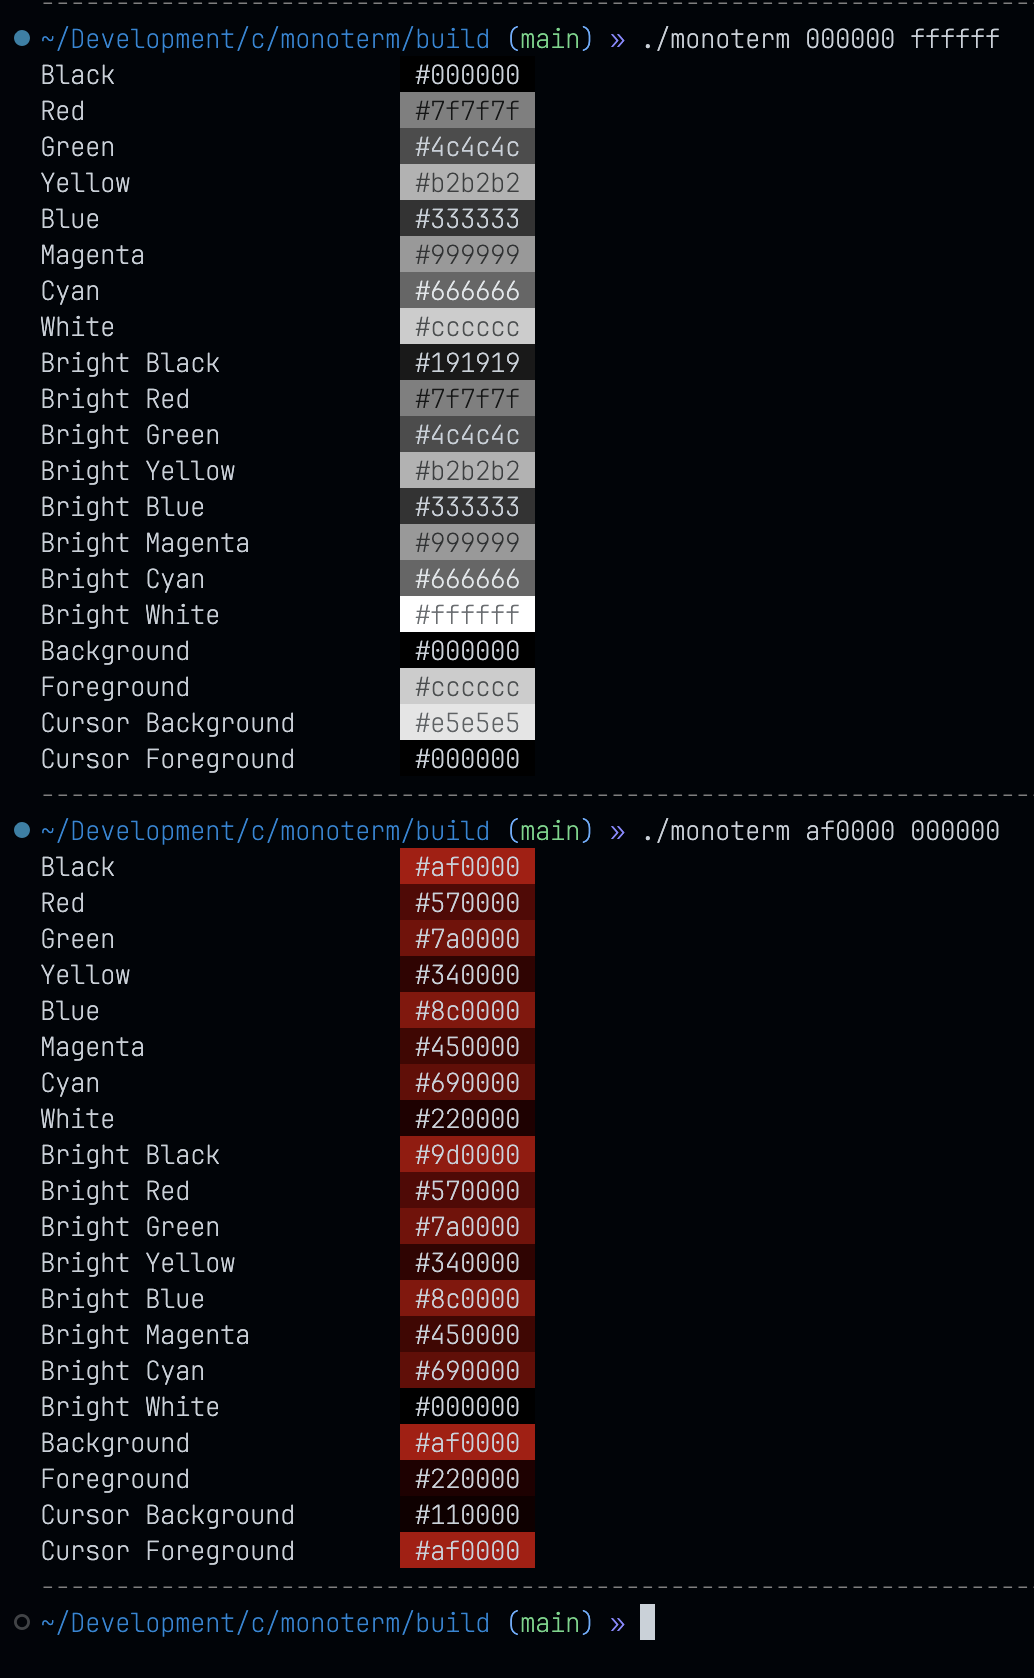 ~/Development/c/monoterm/build (main) » ./monoterm 000000 ffffff
Black #000000
Red #7f7f7f
Green #4c4c4c
Yellow #b2b2b2
Blue #333333
Magenta #999999
Cyan #666666
White #cccccc
Bright Black #191919
Bright Red #7f7f7f
Bright Green #4c4c4c
Bright Yellow #b2b2b2
Bright Blue #333333
Bright Magenta #999999
Bright Cyan #666666
Bright White #ffffff
Background #000000
Foreground #cccccc
Cursor Background #e5e5e5
Cursor Foreground #000000
~/Development/c/monoterm/build (main) » ./monoterm af0000 000000
Black #af0000
Red #570000
Green #7a0000
Yellow #340000
Blue #8c0000
Magenta #450000
Cyan #690000
White #220000
Bright Black #9d0000
Bright Red #570000
Bright Green #7a0000
Bright Yellow #340000
Bright Blue #8c0000
Bright Magenta #450000
Bright Cyan #690000
Bright White #000000
Background #af0000
Foreground #220000
Cursor Background #110000
Cursor Foreground #af0000
~/Development/c/monoterm/build (main) »